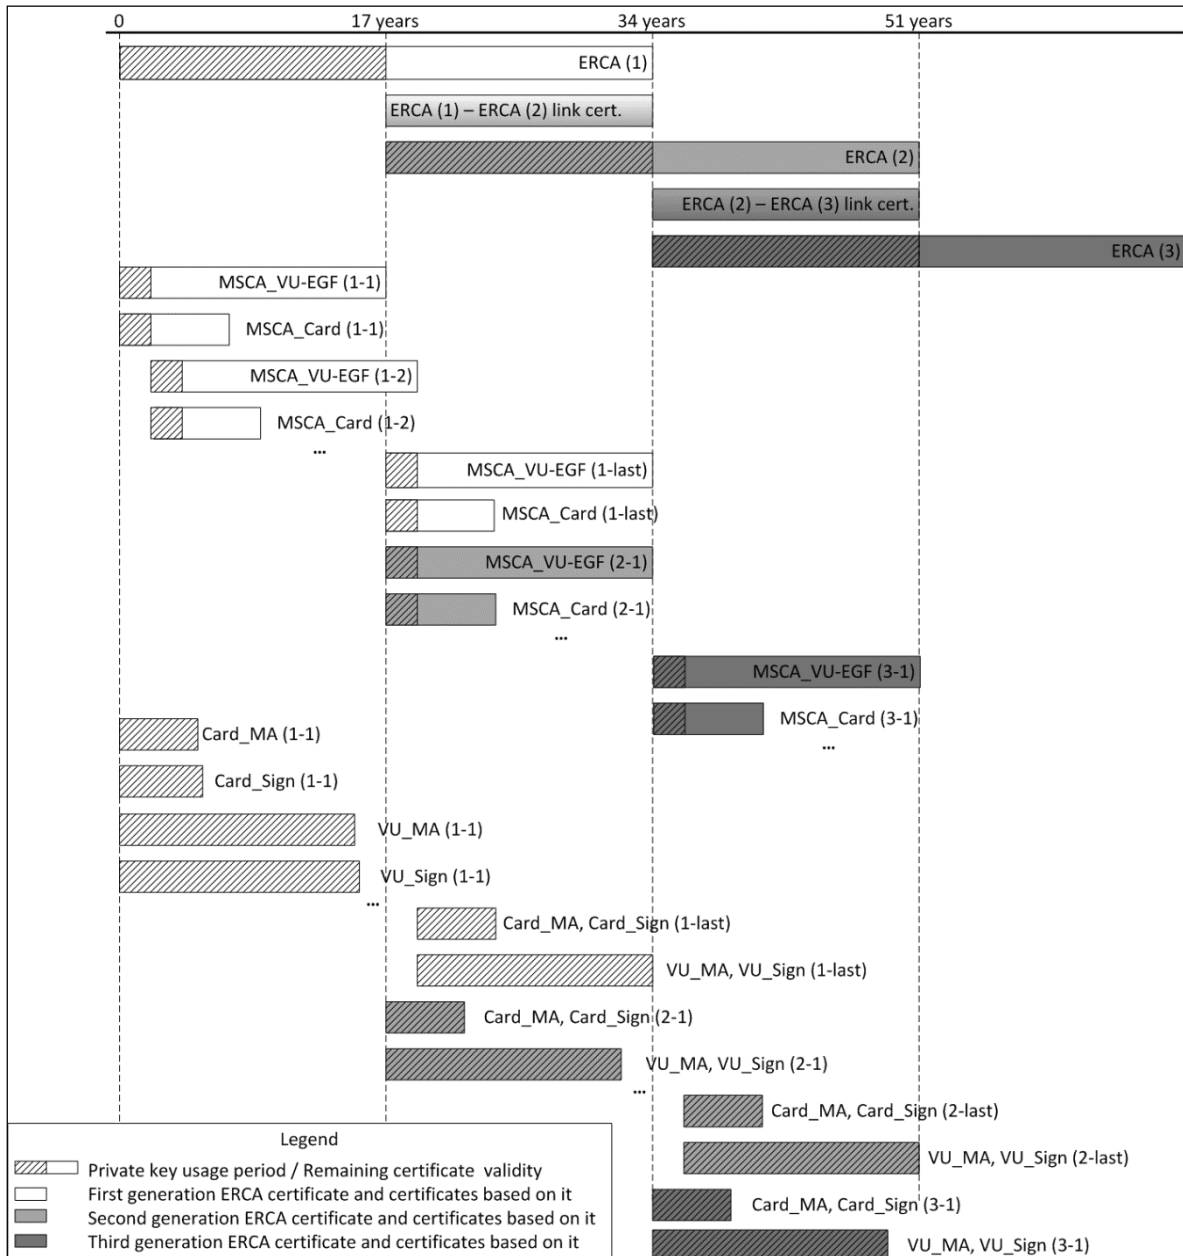 0 17 years 34 years 51 years
ERCA (1)
ERCA (1) – ERCA (2) link cert.
ERCA (2)
ERCA (2) – ERCA (3) link cert.
ERCA (3)
MSCA_VU-EGF (1-1)
MSCA_Card (1-1)
MSCA_VU-EGF (1-2)
MSCA_Card (1-2)
...
MSCA_VU-EGF (1-last)
MSCA_Card (1-last)
MSCA_VU-EGF (2-1)
MSCA_Card (2-1)
...
MSCA_VU-EGF (3-1)
MSCA_Card (3-1)
...
Card_MA (1-1)
Card_Sign (1-1)
VU_MA (1-1)
VU_Sign (1-1)
...
Card_MA, Card_Sign (1-last)
VU_MA, VU_Sign (1-last)
Card_MA, Card_Sign (2-1)
VU_MA, VU_Sign (2-1)
...
Card_MA, Card_Sign (2-last)
VU_MA, VU_Sign (2-last)
Card_MA, Card_Sign (3-1)
VU_MA, VU_Sign (3-1)
Legend
Private key usage period / Remaining certificate validity
First generation ERCA certificate and certificates based on it
Second generation ERCA certificate and certificates based on it
Third generation ERCA certificate and certificates based on it